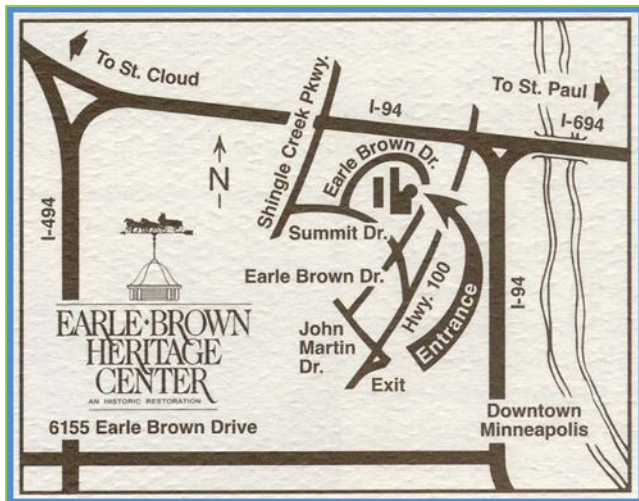 To St. Cloud
Shingle Creek Pkwy.
I-94
To St. Paul
I-694
Earle Brown Dr.
N
I-494
Summit Dr.
Earle Brown Dr.
Hwy. 100
I-94
Entrance
John
Martin
Dr.
Exit
EARLE·BROWN
HERITAGE
CENTER
AN HISTORIC RESTORATION
6155 Earle Brown Drive
Downtown
Minneapolis